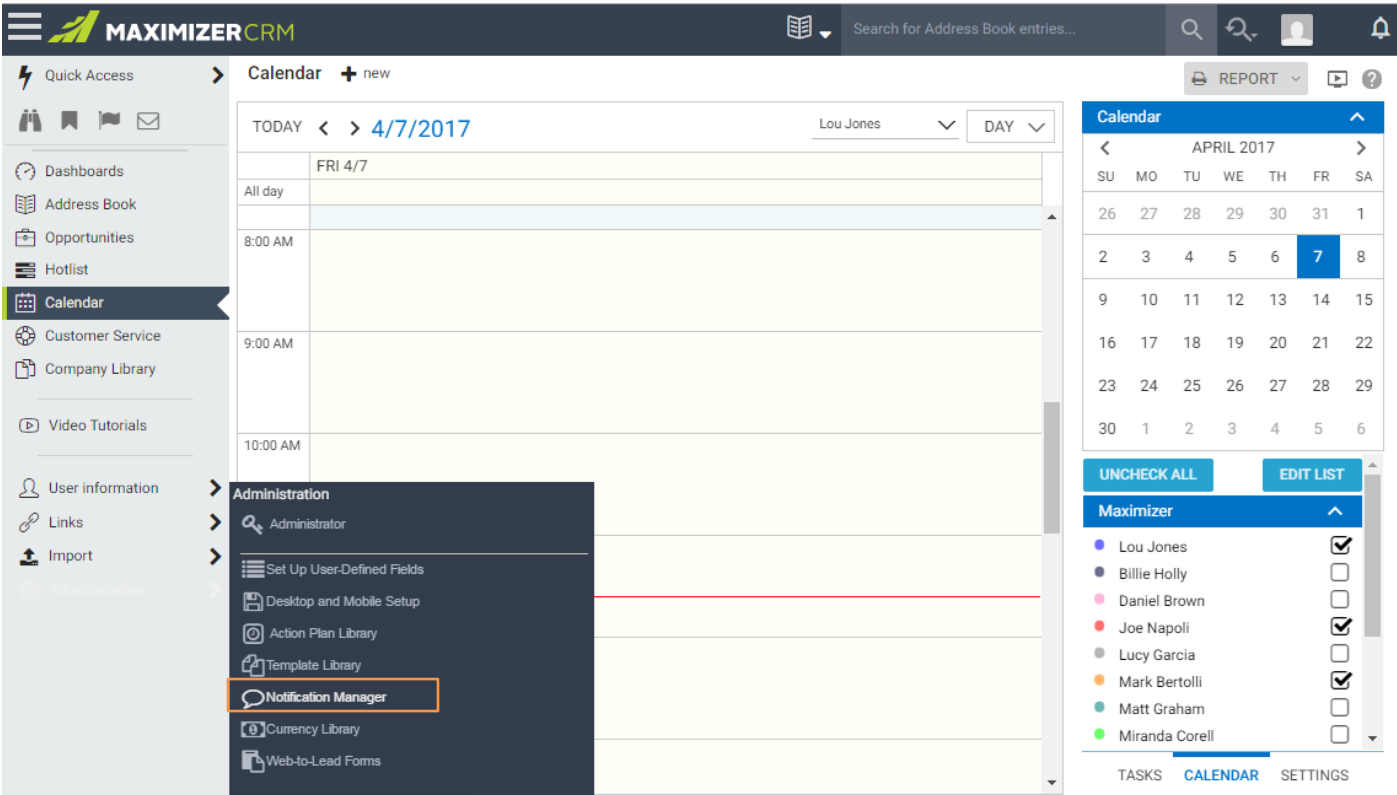 MAXIMIZERCRM
Search for Address Book entries...
Quick Access
Dashboards
Address Book
Opportunities
Hotlist
Calendar
Customer Service
Company Library
Video Tutorials
User information
Links
Import
Administration
Calendar + new
REPORT
TODAY < > 4/7/2017
Lou Jones
DAY
FRI 4/7
All day
8:00 AM
9:00 AM
10:00 AM
Administration
Administrator
Set Up User-Defined Fields
Desktop and Mobile Setup
Action Plan Library
Template Library
Notification Manager
Currency Library
Web-to-Lead Forms
Calendar
< APRIL 2017 >
SU MO TU WE TH FR SA
26 27 28 29 30 31 1
2 3 4 5 6 7 8
9 10 11 12 13 14 15
16 17 18 19 20 21 22
23 24 25 26 27 28 29
30 1 2 3 4 5 6
UNCHECK ALL EDIT LIST
Maximizer
Lou Jones
Billie Holly
Daniel Brown
Joe Napoli
Lucy Garcia
Mark Bertolli
Matt Graham
Miranda Corell
TASKS CALENDAR SETTINGS